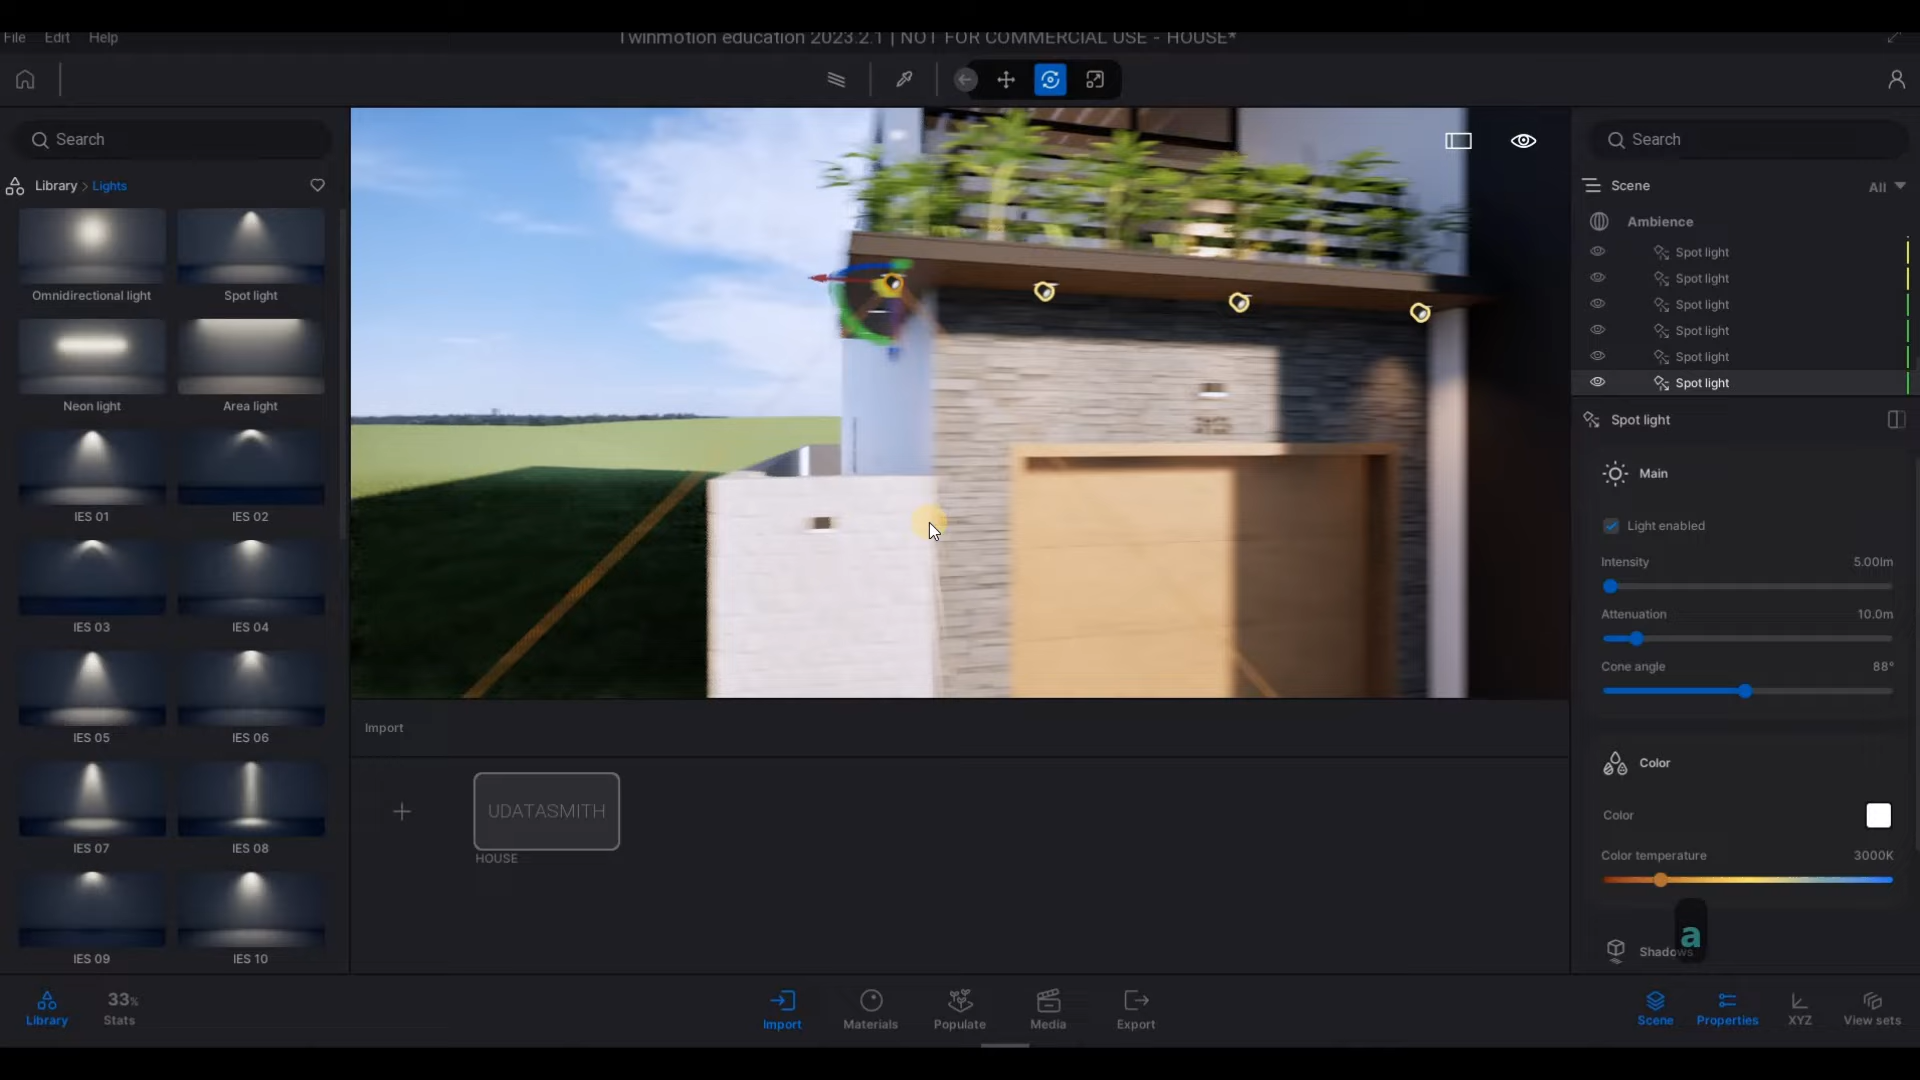 File Edit Help
Twinmotion education 2023.2.1 | NOT FOR COMMERCIAL USE - HOUSE*
Search
Library > Lights
Omnidirectional light
Spot light
Neon light
Area light
IES 01
IES 02
IES 03
IES 04
IES 05
IES 06
IES 07
IES 08
IES 09
IES 10
Import
UDATASMITH
HOUSE
Search
Scene All
Ambience
Spot light
Spot light
Spot light
Spot light
Spot light
Spot light
Spot light
Main
Light enabled
Intensity 5.00lm
Attenuation 10.0m
Cone angle 88°
Color
Color
Color temperature 3000K
a
Shadows
Library
33%
Stats
Import
Materials
Populate
Media
Export
Scene
Properties
XYZ
View sets